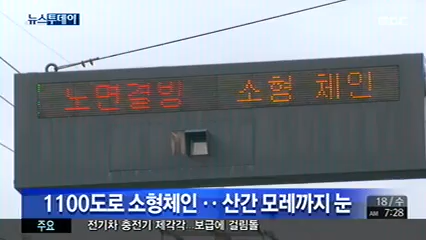 뉴스투데이
MBC
노면결빙 소형 체인
1100도로 소형체인‥산간 모레까지 눈
18/수
주요 전기차 충전기 제각각..보급에 걸림돌
AM 7:28